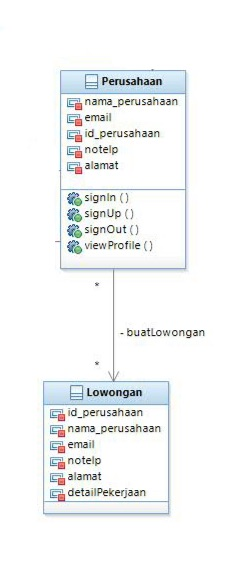 Perusahaan
nama_perusahaan
email
id_perusahaan
notelp
alamat
signIn ( )
signUp ( )
signOut ( )
viewProfile ( )
*
- buatLowongan
*
Lowongan
id_perusahaan
nama_perusahaan
email
notelp
alamat
detailPekerjaan